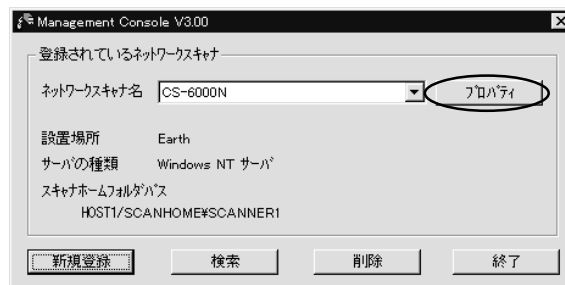 Management Console V3.00
登録されているネットワークスキャナ
ネットワークスキャナ名 CS-6000N プロパティ
設置場所 Earth
サーバの種類 Windows NT サーバ
スキャナホームフォルダパス
HOST1/SCANHOME¥SCANNER1
新規登録 検索 削除 終了